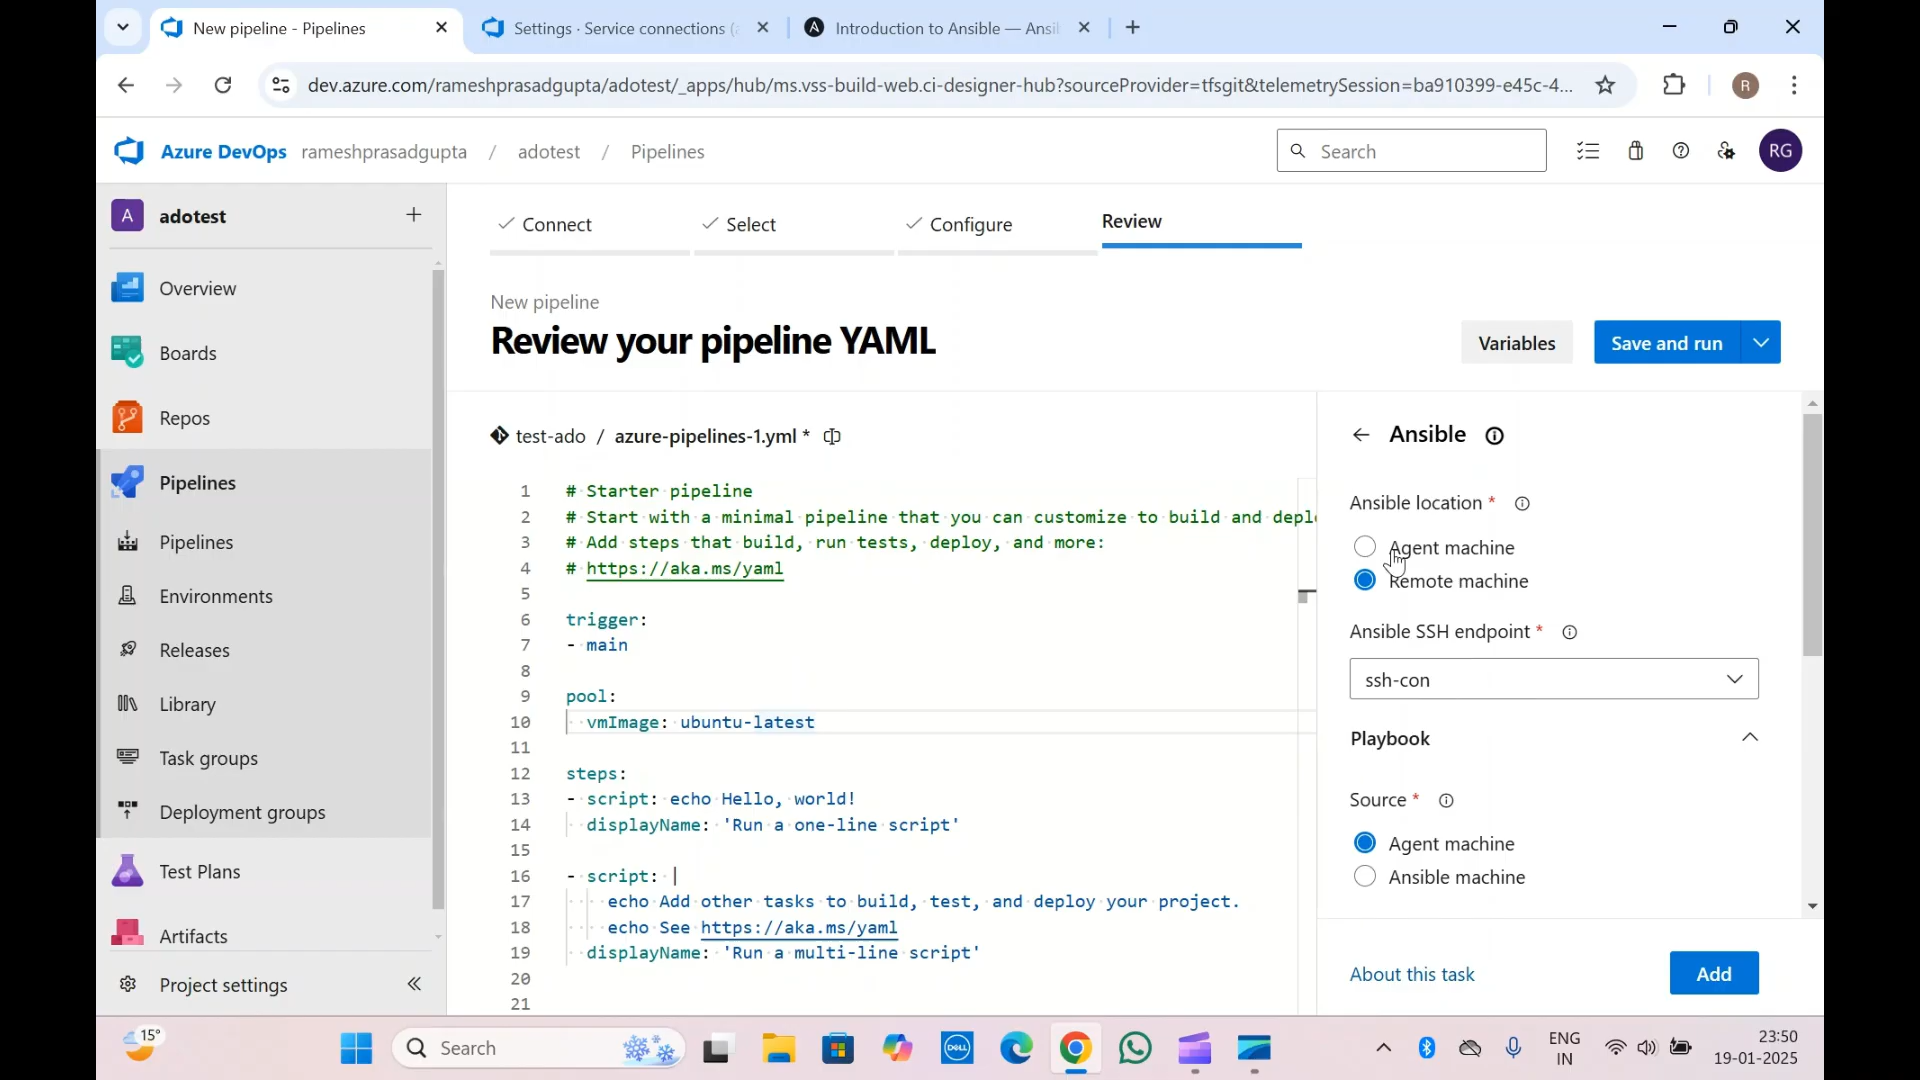 New pipeline - Pipelines
Settings · Service connections (a
Introduction to Ansible — Ansi
dev.azure.com/rameshprasadgupta/adotest/_apps/hub/ms.vss-build-web.ci-designer-hub?sourceProvider=tfsgit&telemetrySession=ba910399-e45c-4...
R
Azure DevOps rameshprasadgupta / adotest / Pipelines
Search
RG
A adotest
Overview
Boards
Repos
Pipelines
Pipelines
Environments
Releases
Library
Task groups
Deployment groups
Test Plans
Artifacts
Project settings
Connect
Select
Configure
Review
New pipeline
Review your pipeline YAML
Variables
Save and run
test-ado / azure-pipelines-1.yml *
1 # Starter pipeline
2 # Start with a minimal pipeline that you can customize to build and deplo
3 # Add steps that build, run tests, deploy, and more:
4 # https://aka.ms/yaml
5
6 trigger:
7 - main
8
9 pool:
10 vmImage: ubuntu-latest
11
12 steps:
13 - script: echo Hello, world!
14 displayName: 'Run a one-line script'
15
16 - script: |
17 echo Add other tasks to build, test, and deploy your project.
18 echo See https://aka.ms/yaml
19 displayName: 'Run a multi-line script'
20
21
Ansible
Ansible location *
Agent machine
Remote machine
Ansible SSH endpoint *
ssh-con
Playbook
Source *
Agent machine
Ansible machine
About this task
Add
15°
Search
DELL
ENG
IN
23:50
19-01-2025